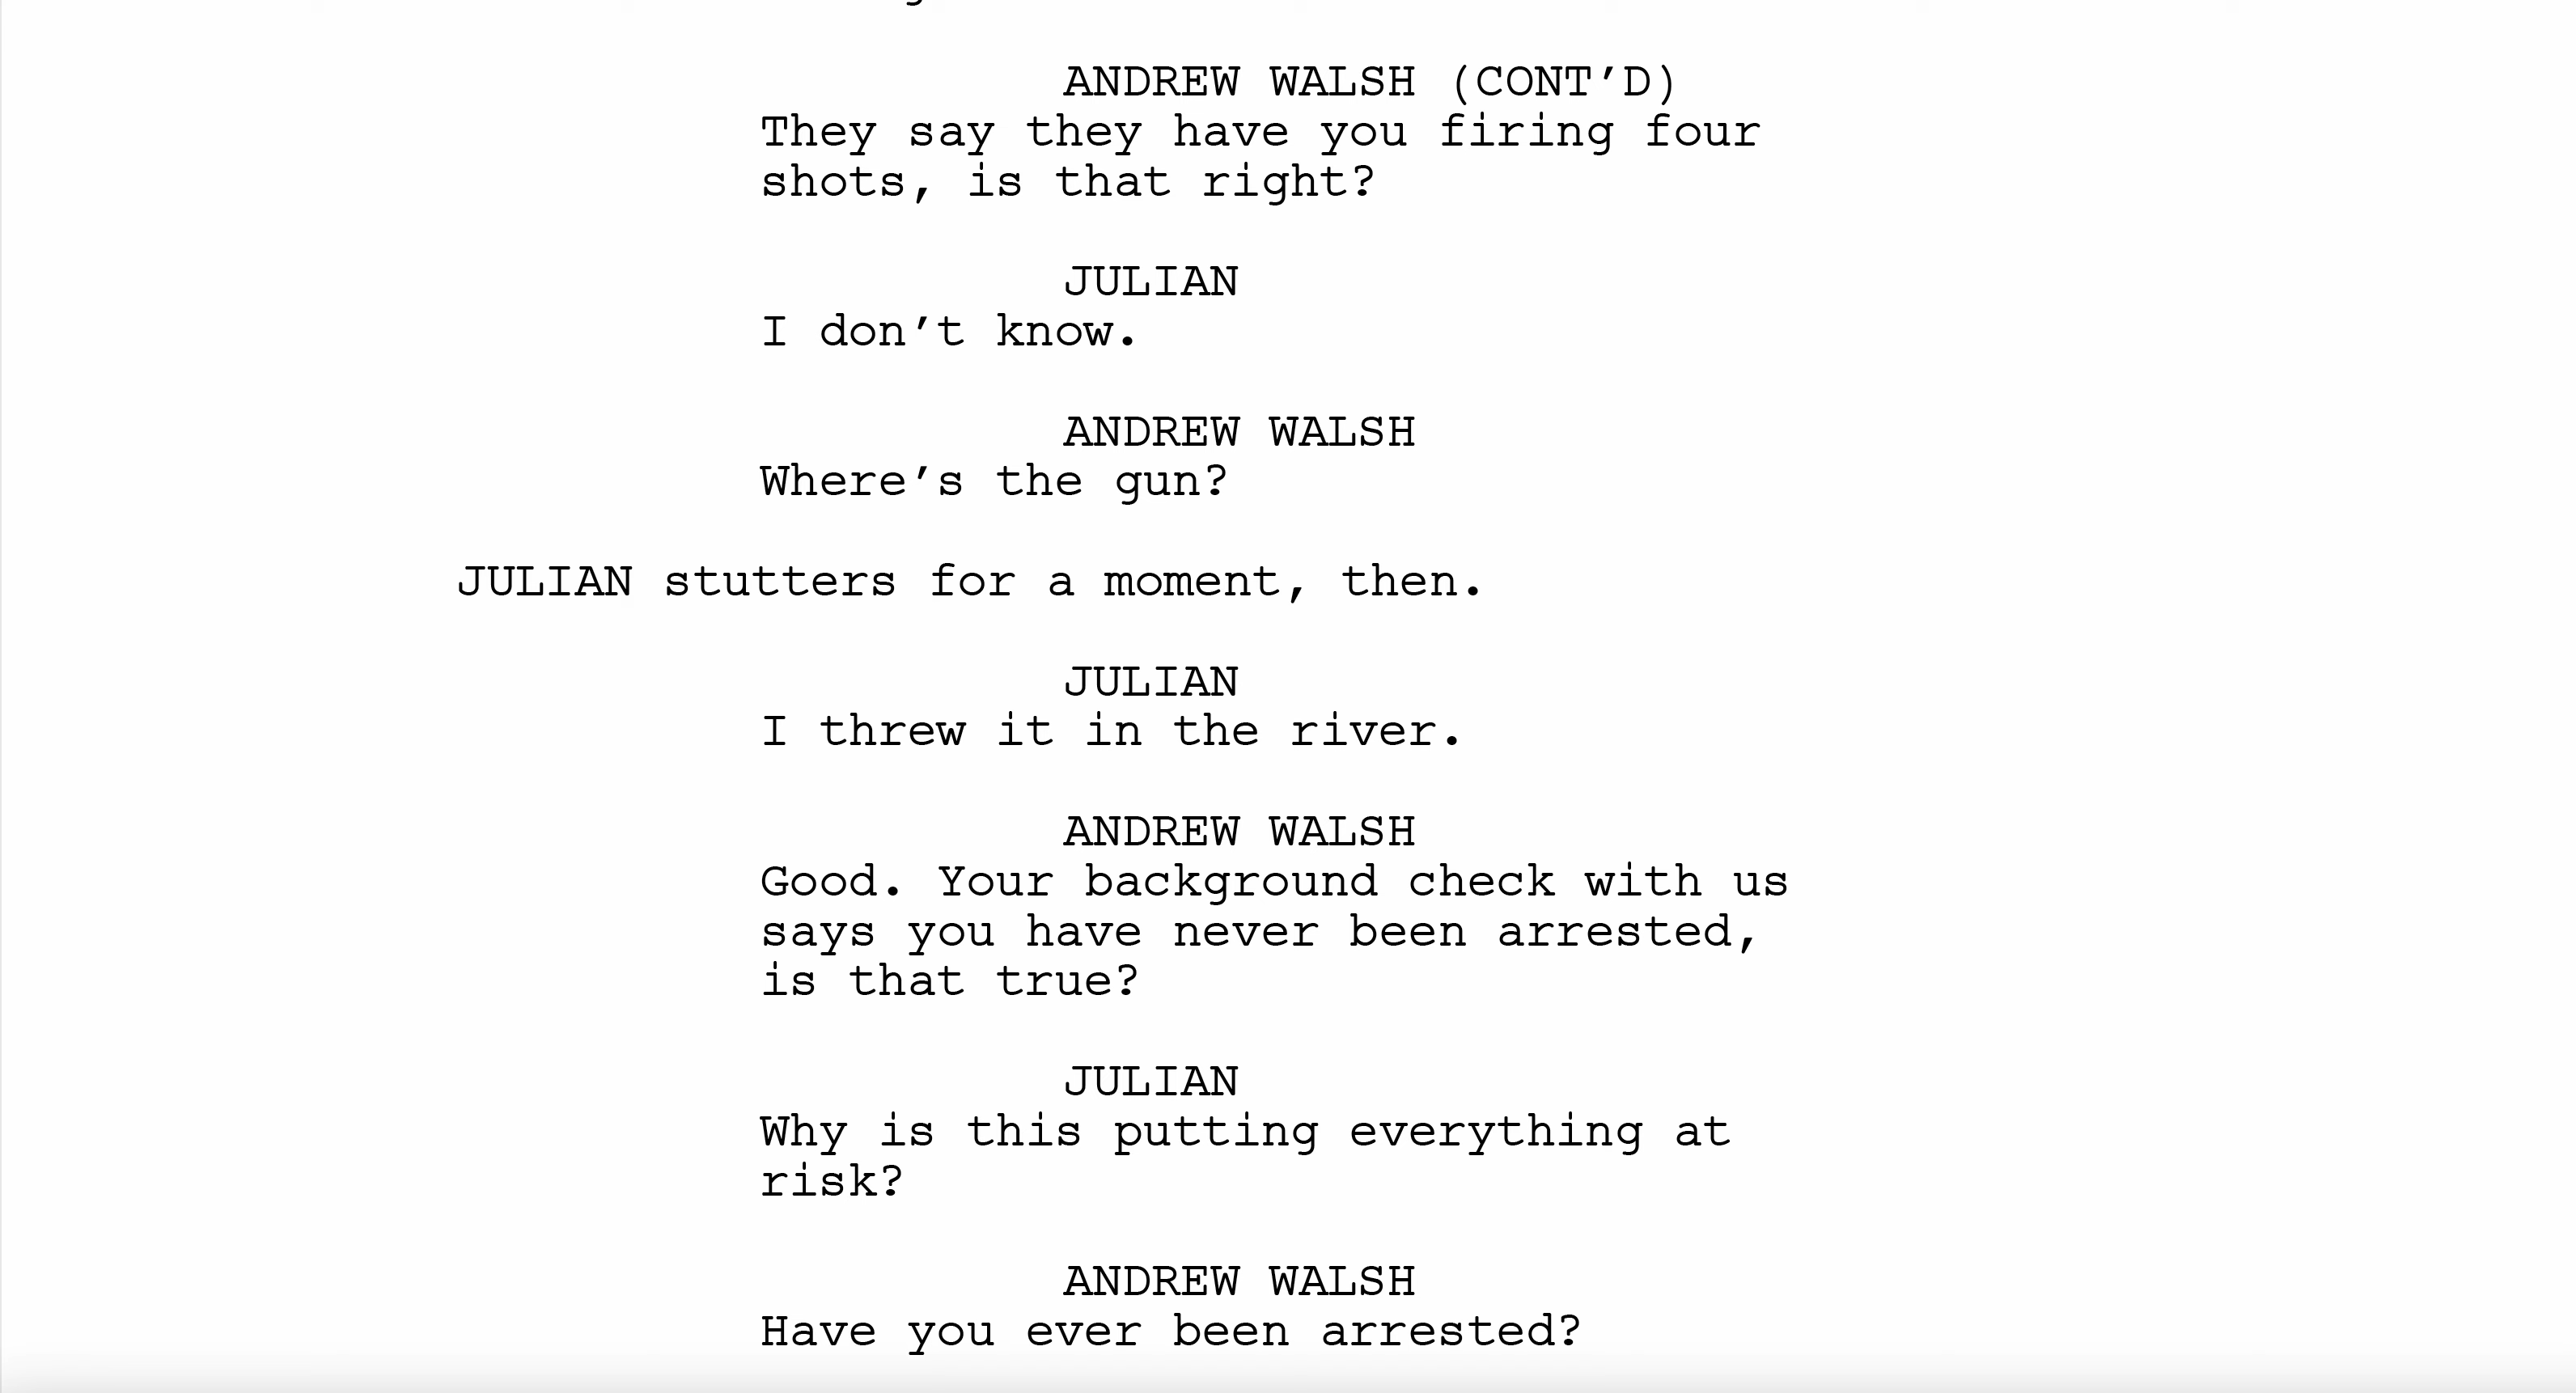 ANDREW WALSH (CONT’D)
They say they have you firing four
shots, is that right?
JULIAN
I don’t know.
ANDREW WALSH
Where’s the gun?
JULIAN stutters for a moment, then.
JULIAN
I threw it in the river.
ANDREW WALSH
Good. Your background check with us
says you have never been arrested,
is that true?
JULIAN
Why is this putting everything at
risk?
ANDREW WALSH
Have you ever been arrested?